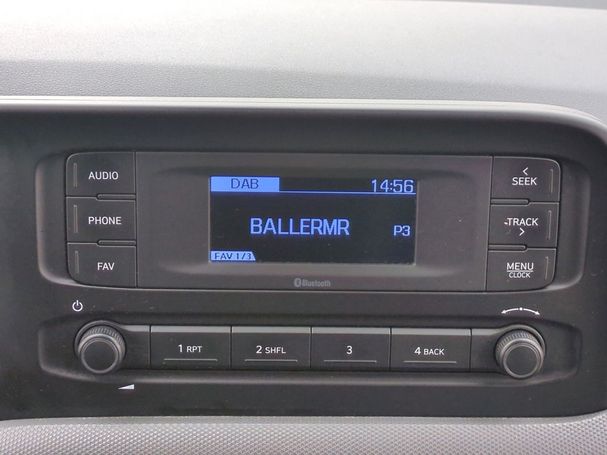 AUDIO
DAB 14:56
< SEEK
PHONE
BALLERMR P3
TRACK >
FAV
FAV 1/3
MENU
CLOCK
Bluetooth
1 RPT 2 SHFL 3 4 BACK